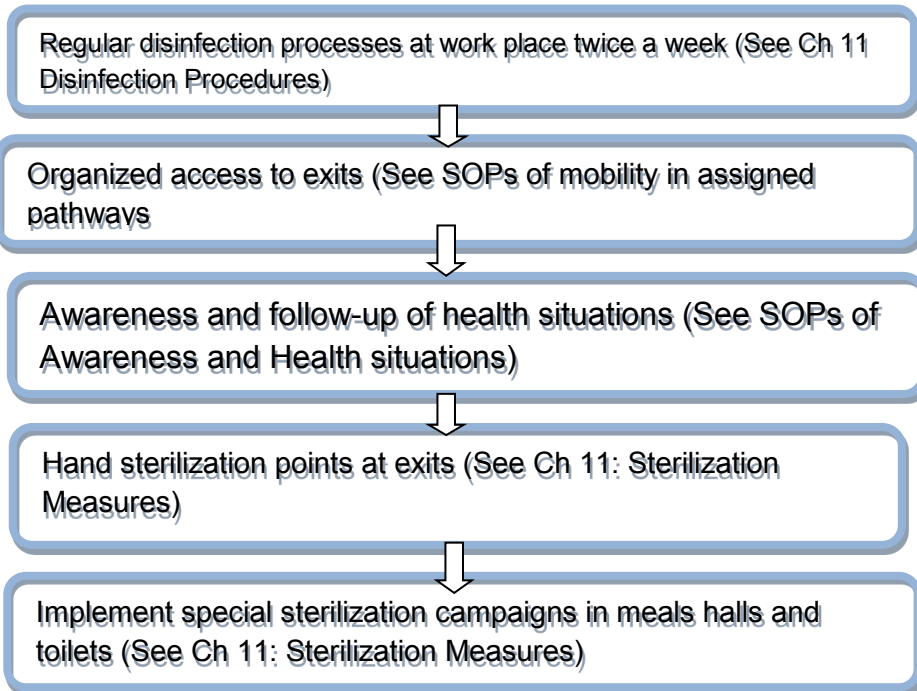 Regular disinfection processes at work place twice a week (See Ch 11
Disinfection Procedures)
Organized access to exits (See SOPs of mobility in assigned
pathways
Awareness and follow-up of health situations (See SOPs of
Awareness and Health situations)
Hand sterilization points at exits (See Ch 11: Sterilization
Measures)
Implement special sterilization campaigns in meals halls and
toilets (See Ch 11: Sterilization Measures)